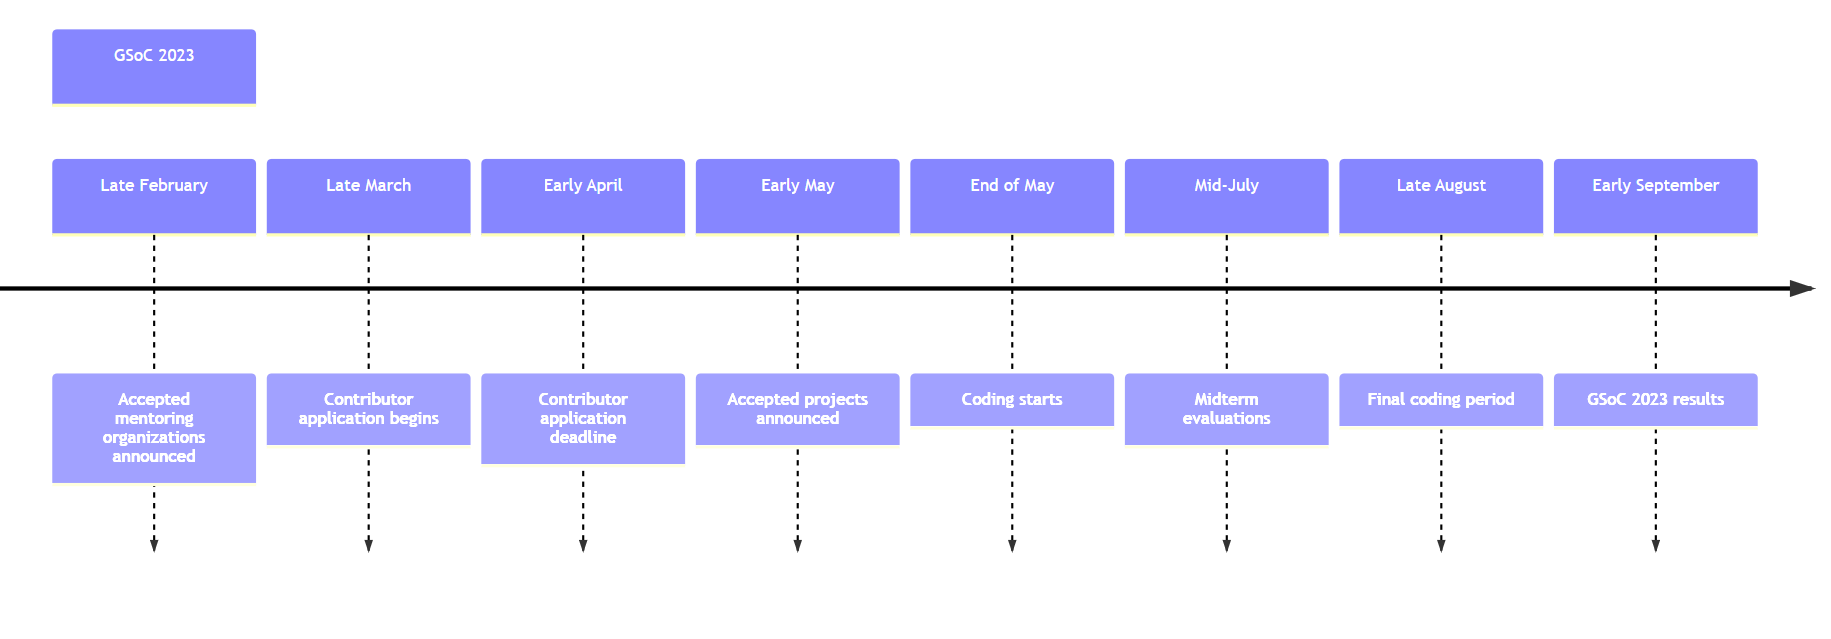 GSoC 2023
Late February
Late March
Early April
Early May
End of May
Mid-July
Late August
Early September
Accepted
mentoring
organizations
announced
Contributor
application begins
Contributor
application
deadline
Accepted projects
announced
Coding starts
Midterm
evaluations
Final coding period
GSoC 2023 results